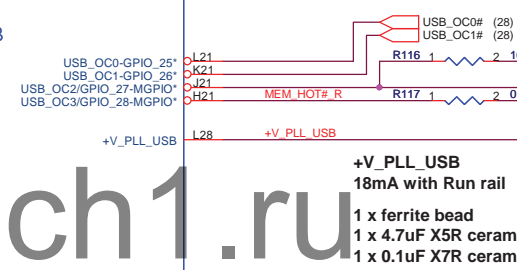 USB_OC0# (28)
USB_OC1# (28)
USB_OC0-GPIO_25* L21
USB_OC1-GPIO_26* K21
USB_OC2/GPIO_27-MGPIO* J21
USB_OC3/GPIO_28-MGPIO* H21
R116 1 2
MEM_HOT#_R R117 1 2 0
+V_PLL_USB L28 +V_PLL_USB
+V_PLL_USB
18mA with Run rail
1 x ferrite bead
1 x 4.7uF X5R ceram
1 x 0.1uF X7R ceram
ch1.ru